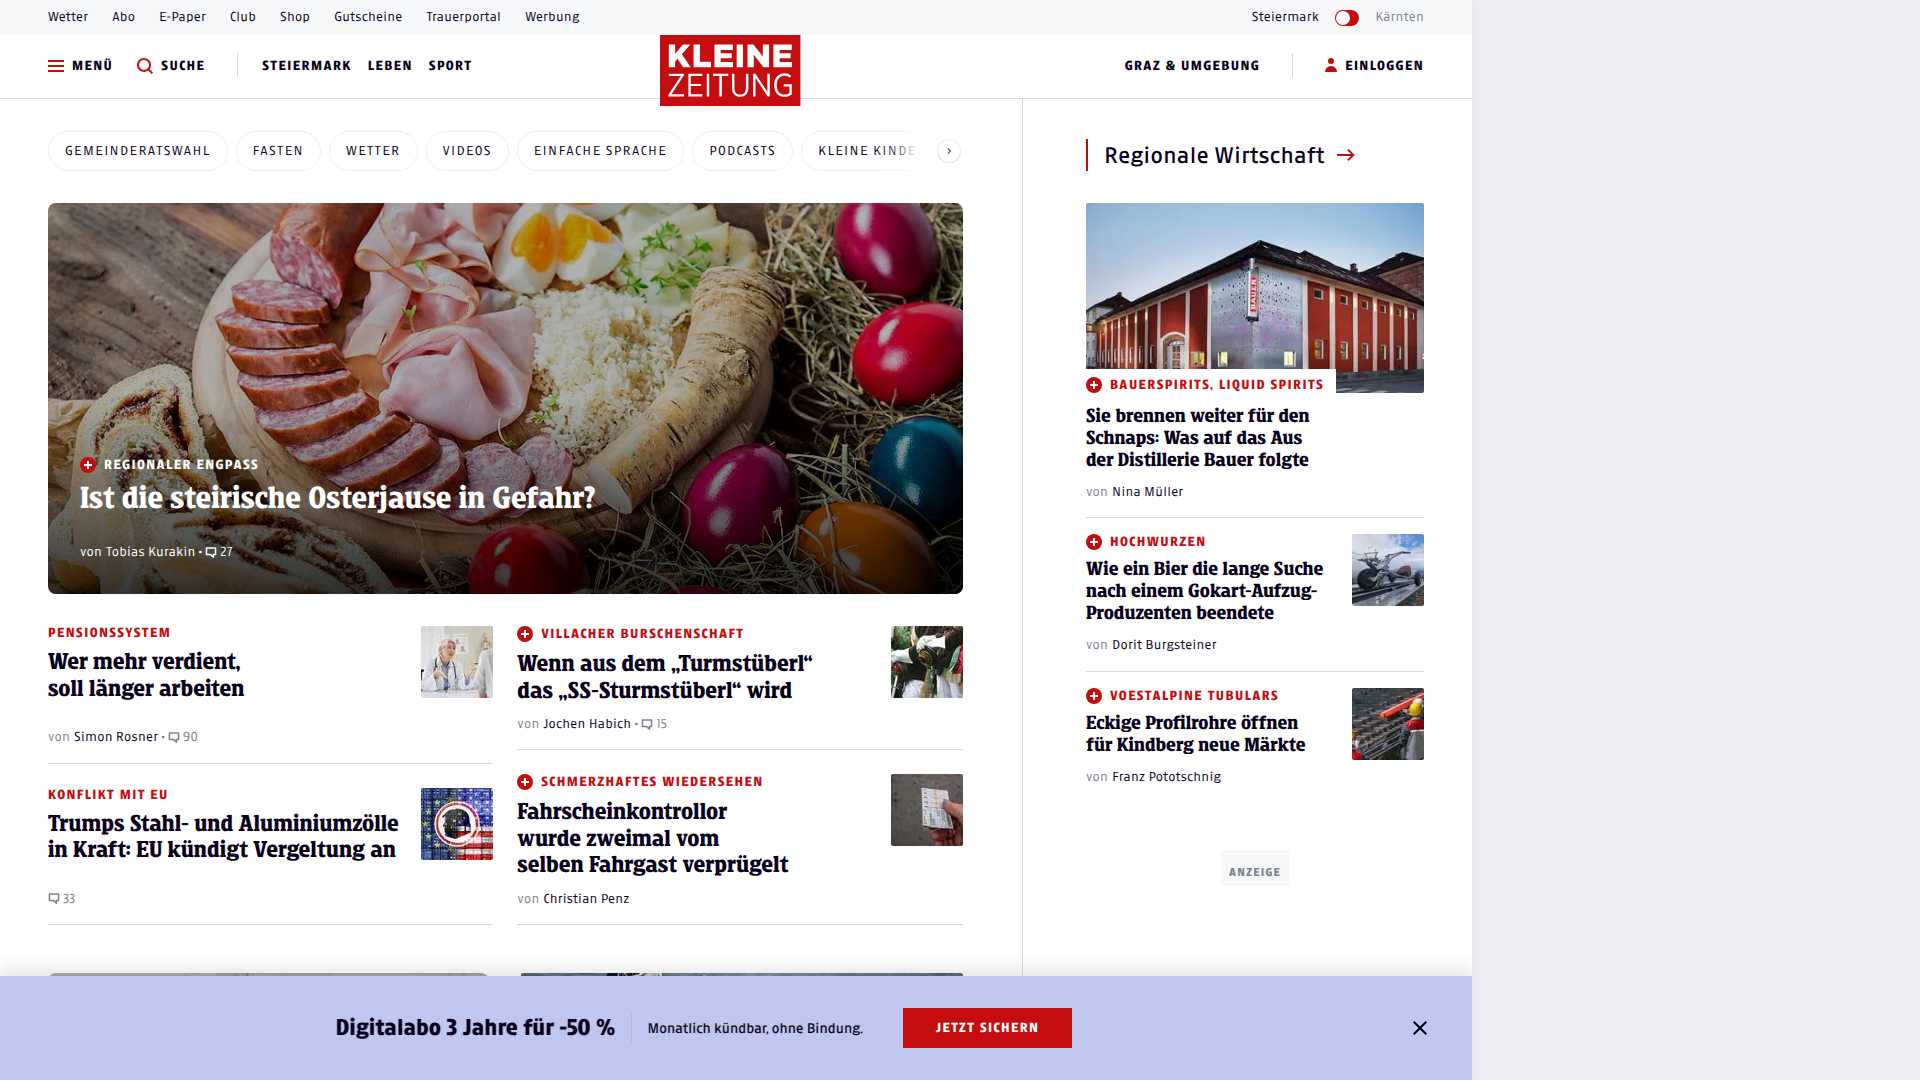 Wetter Abo E-Paper Club Shop Gutscheine Trauerportal Werbung Steiermark Kärnten
MENÜ SUCHE STEIERMARK LEBEN SPORT
KLEINE
ZEITUNG
GRAZ & UMGEBUNG EINLOGGEN
GEMEINDERATSWAHL FASTEN WETTER VIDEOS EINFACHE SPRACHE PODCASTS KLEINE KINDE
REGIONALER ENGPASS
Ist die steirische Osterjause in Gefahr?
von Tobias Kurakin • 27
PENSIONSSYSTEM
Wer mehr verdient,
soll länger arbeiten
von Simon Rosner • 90
KONFLIKT MIT EU
Trumps Stahl- und Aluminiumzölle
in Kraft: EU kündigt Vergeltung an
33
VILLACHER BURSCHENSCHAFT
Wenn aus dem „Turmstüberl“
das „SS-Sturmstüberl“ wird
von Jochen Habich • 15
SCHMERZHAFTES WIEDERSEHEN
Fahrscheinkontrollor
wurde zweimal vom
selben Fahrgast verprügelt
von Christian Penz
Regionale Wirtschaft
BAUER
BAUERSPIRITS, LIQUID SPIRITS
Sie brennen weiter für den
Schnaps: Was auf das Aus
der Distillerie Bauer folgte
von Nina Müller
HOCHWURZEN
Wie ein Bier die lange Suche
nach einem Gokart-Aufzug-
Produzenten beendete
von Dorit Burgsteiner
VOESTALPINE TUBULARS
Eckige Profilrohre öffnen
für Kindberg neue Märkte
von Franz Pototschnig
ANZEIGE
Digitalabo 3 Jahre für -50 % Monatlich kündbar, ohne Bindung. JETZT SICHERN